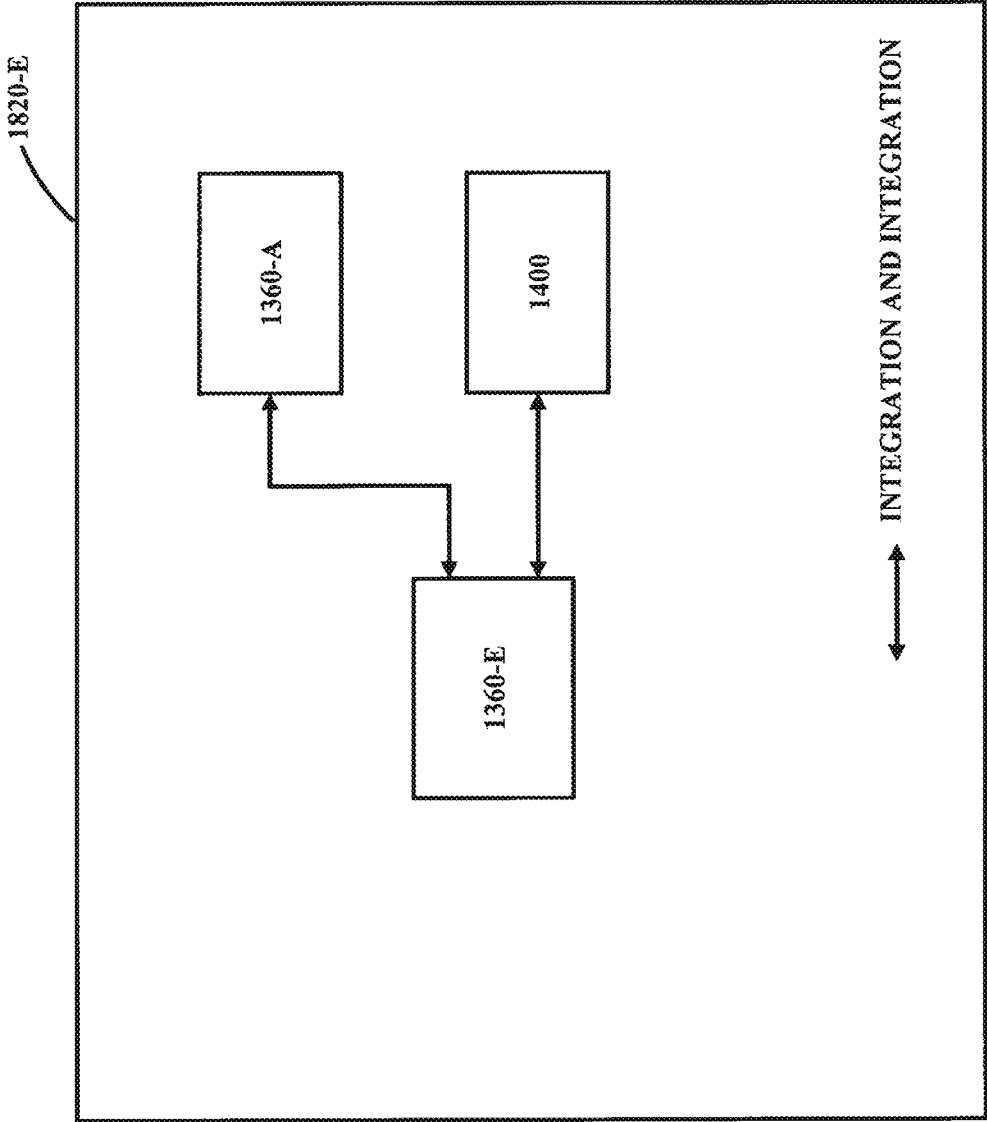 1820-E
1360-A
1400
1360-E
INTEGRATION AND INTEGRATION